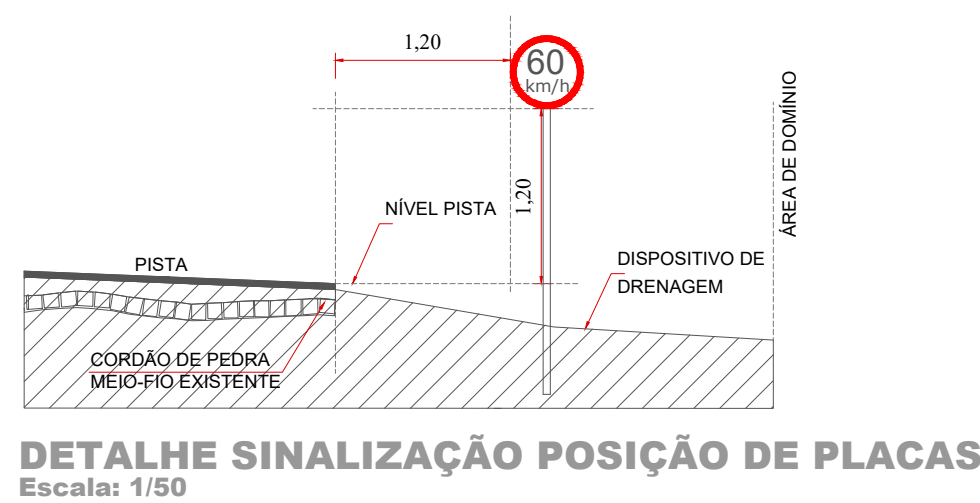 1,20
60
km/h
ÁREA DE DOMÍNIO
1,20
NÍVEL PISTA
PISTA
DISPOSITIVO DE
DRENAGEM
CORDÃO DE PEDRA
MEIO-FIO EXISTENTE
DETALHE SINALIZAÇÃO POSIÇÃO DE PLACAS
Escala: 1/50